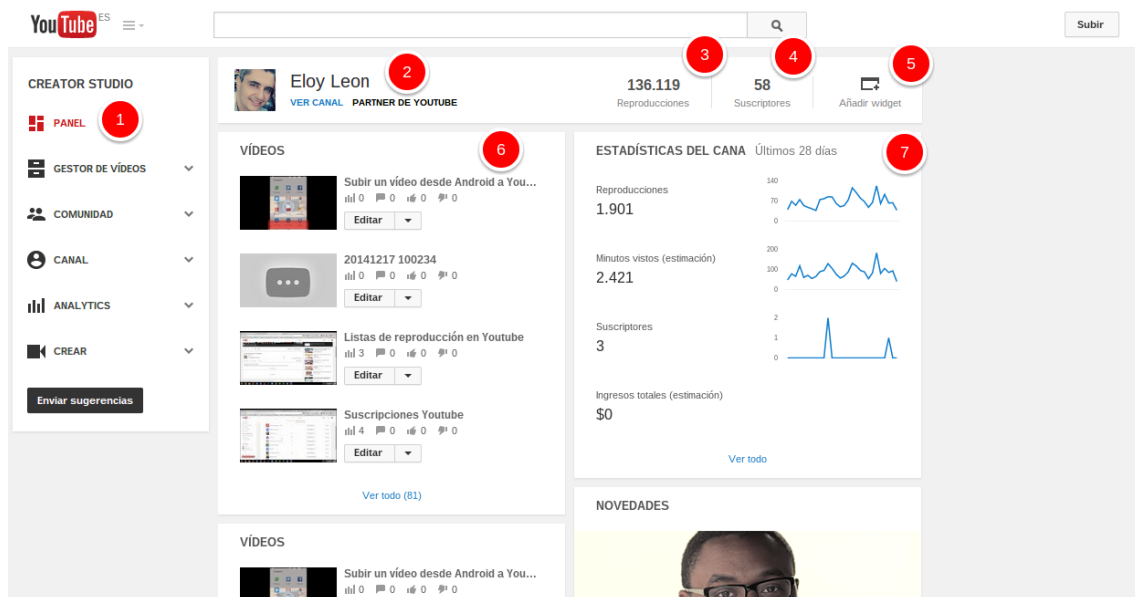 YouTube ES
Subir
CREATOR STUDIO
PANEL
1
GESTOR DE VÍDEOS
COMUNIDAD
CANAL
ANALYTICS
CREAR
Enviar sugerencias
Eloy Leon
2
VER CANAL PARTNER DE YOUTUBE
3
136.119
Reproducciones
4
58
Suscriptores
5
Añadir widget
VÍDEOS
6
Subir un vídeo desde Android a You...
0 0 0 0
Editar
20141217 100234
0 0 0 0
Editar
Listas de reproducción en Youtube
3 0 0 0
Editar
Suscripciones Youtube
4 0 0 0
Editar
Ver todo (81)
VÍDEOS
Subir un vídeo desde Android a You...
0 0 0 0
ESTADÍSTICAS DEL CANA Últimos 28 días
7
Reproducciones
1.901
140
70
0
Minutos vistos (estimación)
2.421
200
100
0
Suscriptores
3
2
1
0
Ingresos totales (estimación)
$0
Ver todo
NOVEDADES